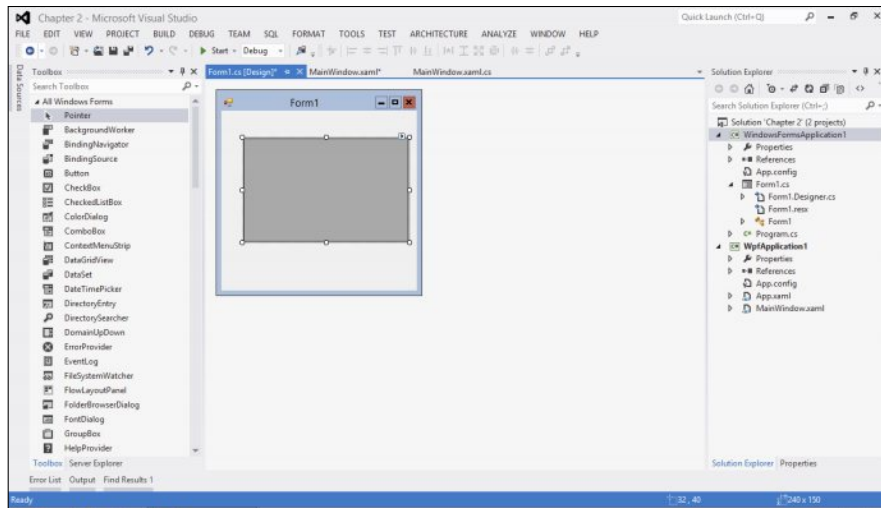 Chapter 2 - Microsoft Visual Studio
Quick Launch (Ctrl+Q)
FILE EDIT VIEW PROJECT BUILD DEBUG TEAM SQL FORMAT TOOLS TEST ARCHITECTURE ANALYZE WINDOW HELP
Start Debug
Data Sources
Toolbox
Search Toolbox
All Windows Forms
Pointer
BackgroundWorker
BindingNavigator
BindingSource
Button
CheckBox
CheckedListBox
ColorDialog
ComboBox
ContextMenuStrip
DataGridView
DataSet
DateTimePicker
DirectoryEntry
DirectorySearcher
DomainUpDown
ErrorProvider
EventLog
FileSystemWatcher
FlowLayoutPanel
FolderBrowserDialog
FontDialog
GroupBox
HelpProvider
Toolbox Server Explorer
Form1.cs [Design]* MainWindow.xaml* MainWindow.xaml.cs
Form1
Solution Explorer
Search Solution Explorer (Ctrl+;)
Solution 'Chapter 2' (2 projects)
C# WindowsFormsApplication1
Properties
References
App.config
Form1.cs
Form1.Designer.cs
Form1.resx
Form1
C# Program.cs
C# WpfApplication1
Properties
References
App.config
App.xaml
MainWindow.xaml
Solution Explorer Properties
Error List Output Find Results 1
Ready 32 , 40 240 x 150